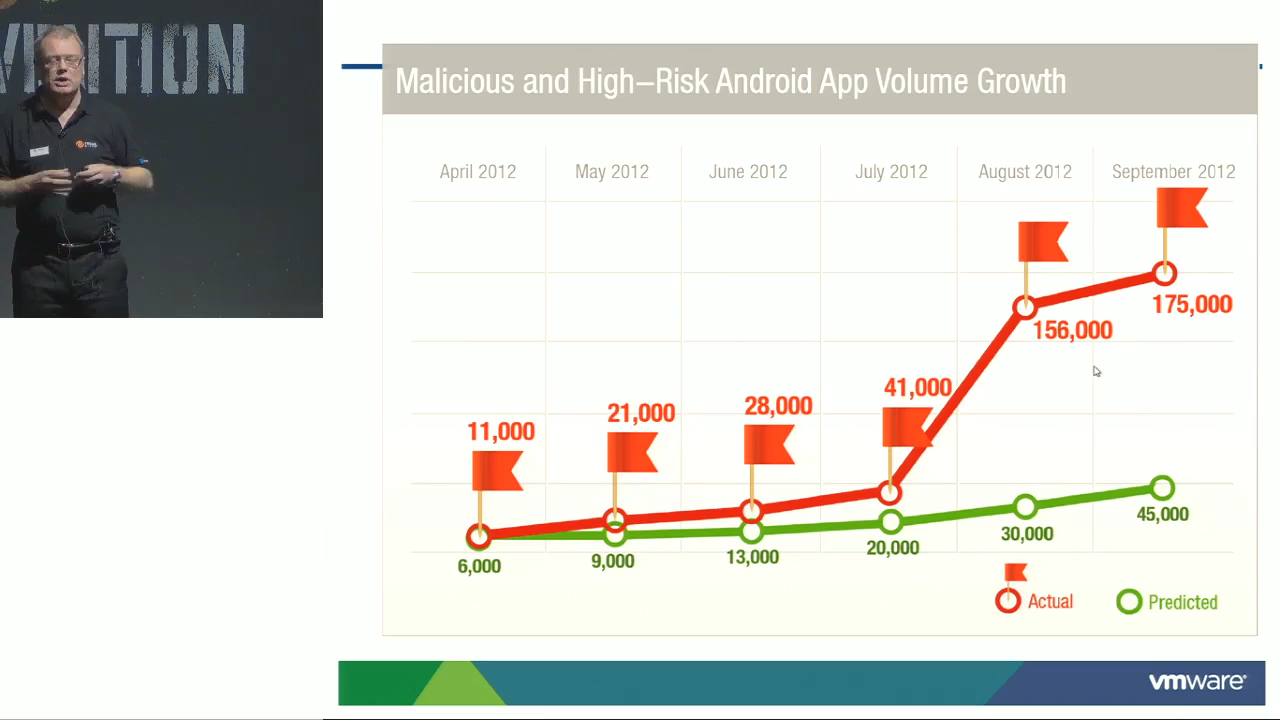 VENTION
Malicious and High–Risk Android App Volume Growth
April 2012 May 2012 June 2012 July 2012 August 2012 September 2012
11,000 21,000 28,000 41,000 156,000 175,000
6,000 9,000 13,000 20,000 30,000 45,000
Actual Predicted
vmware